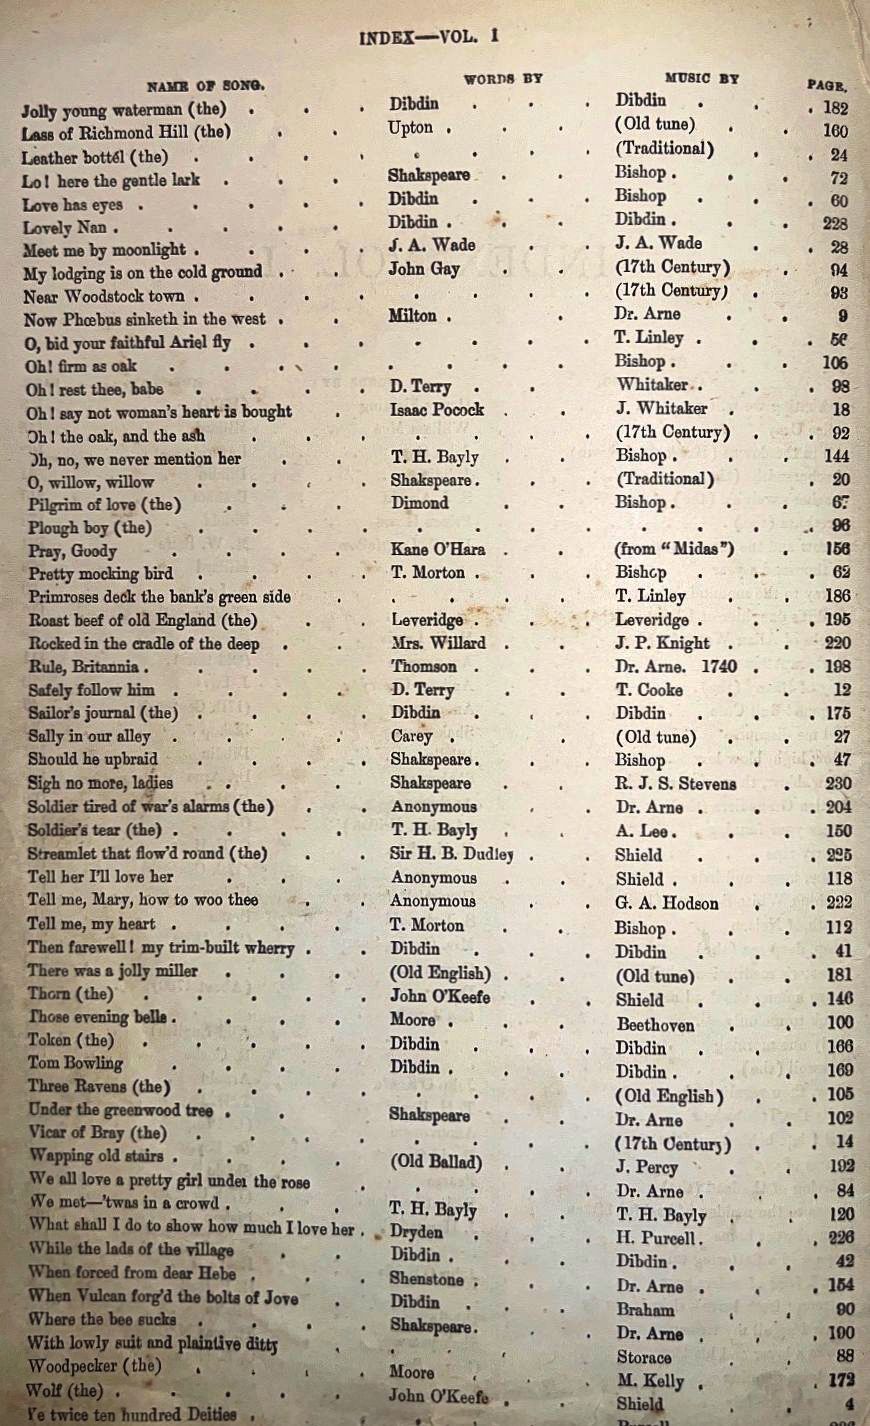 INDEX—VOL. 1
NAME OF SONG. WORDS BY MUSIC BY PAGE.
Jolly young waterman (the) . . . Dibdin . . . Dibdin . . . 182
Lass of Richmond Hill (the) . . Upton . . . (Old tune) . . 160
Leather bottél (the) . . . . . . . . (Traditional) . . 24
Lo! here the gentle lark . . . Shakspeare . . Bishop . . . 72
Love has eyes . . . . . Dibdin . . . Bishop . . . 60
Lovely Nan . . . . . Dibdin . . . Dibdin . . . 228
Meet me by moonlight . . . . J. A. Wade . . J. A. Wade . . 28
My lodging is on the cold ground . . John Gay . . (17th Century) . 94
Near Woodstock town . . . . . . . . (17th Century) . 93
Now Phœbus sinketh in the west . . Milton . . . Dr. Arne . . 9
O, bid your faithful Ariel fly . . . . . . . T. Linley . . .
Oh! firm as oak . . . . . . . . Bishop . . . 106
Oh! rest thee, babe . . . . D. Terry . . Whitaker . . . 98
Oh! say not woman's heart is bought . Isaac Pocock . . J. Whitaker . 18
Oh! the oak, and the ash . . . . . . . (17th Century) . . 92
Oh, no, we never mention her . . T. H. Bayly . . Bishop . . . 144
O, willow, willow . . . . Shakspeare . . . (Traditional) . 20
Pilgrim of love (the) . . . Dimond . . Bishop . . . 67
Plough boy (the) . . . . . . . . . . . 96
Pray, Goody . . . . Kane O'Hara . . (from “Midas”) . 156
Pretty mocking bird . . . . T. Morton . . . Bishop . . . 62
Primroses deck the bank's green side . . . . . T. Linley . . 186
Roast beef of old England (the) . . Leveridge . . . Leveridge . . . 195
Rocked in the cradle of the deep . . Mrs. Willard . . J. P. Knight . . 220
Rule, Britannia . . . . . Thomson . . . Dr. Arne. 1740 . . 198
Safely follow him . . . . D. Terry . . T. Cooke . . 12
Sailor's journal (the) . . . . Dibdin . . . Dibdin . . . 175
Sally in our alley . . . . Carey . . (Old tune) . . 27
Should he upbraid . . . . Shakspeare . . . Bishop . . . 47
Sigh no more, ladies . . . . Shakspeare . . R. J. S. Stevens . 230
Soldier tired of war's alarms (the) . . Anonymous . . Dr. Arne . . . 204
Soldier's tear (the) . . . . T. H. Bayly . . A. Lee . . . 150
Streamlet that flow'd round (the) . . Sir H. B. Dudley . . Shield . . . 225
Tell her I'll love her . . . Anonymous . . Shield . . . 118
Tell me, Mary, how to woo thee . . Anonymous . . G. A. Hodson . . 222
Tell me, my heart . . . . T. Morton . . Bishop . . . 112
Then farewell! my trim-built wherry . . Dibdin . . . Dibdin . . . 41
There was a jolly miller . . . (Old English) . . (Old tune) . . 181
Thorn (the) . . . . . John O'Keefe . . Shield . . . 146
Those evening bells . . . . Moore . . . Beethoven . . 100
Token (the) . . . . . Dibdin . . . Dibdin . . . 166
Tom Bowling . . . . Dibdin . . . Dibdin . . . 169
Three Ravens (the) . . . . . . . (Old English) . . 105
Under the greenwood tree . . Shakspeare . . Dr. Arne . . 102
Vicar of Bray (the) . . . . . . . (17th Century) . . 14
Wapping old stairs . . . . (Old Ballad) . . J. Percy . . 192
We all love a pretty girl under the rose . . . . Dr. Arne . . 84
We met—'twas in a crowd . . . T. H. Bayly . . T. H. Bayly . . 120
What shall I do to show how much I love her . . Dryden . . . H. Purcell . . . 226
While the lads of the village . . Dibdin . . . Dibdin . . . 42
When forced from dear Hebe . . . Shenstone . . . Dr. Arne . . . 154
When Vulcan forg'd the bolts of Jove . Dibdin . . . Braham . . 90
Where the bee sucks . . . . Shakspeare . . . Dr. Arne . . . 190
With lowly suit and plaintive ditty . . . . Storace . . 88
Woodpecker (the) . . . Moore . . M. Kelly . . . 172
Wolf (the) . . . . John O'Keefe . . Shield . . 4
Ye twice ten hundred Deities .